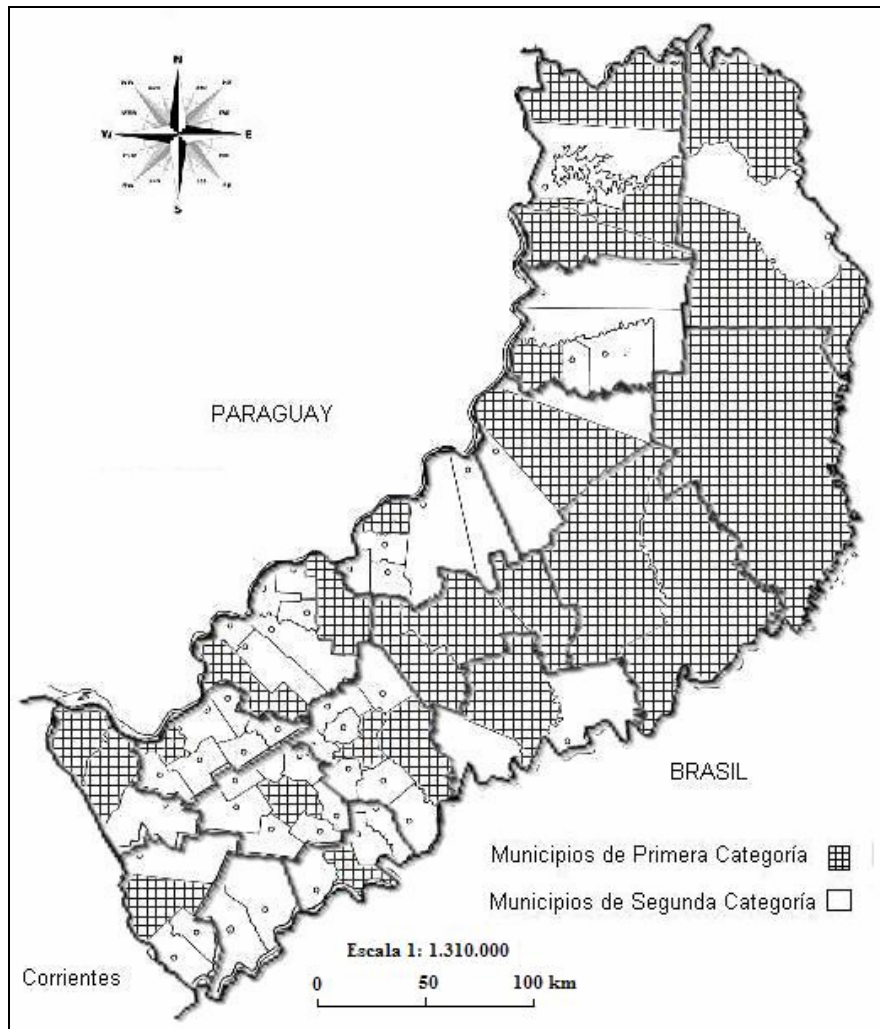 N
W E
S
PARAGUAY
BRASIL
Municipios de Primera Categoría
Municipios de Segunda Categoría
Escala 1: 1.310.000
0 50 100 km
Corrientes